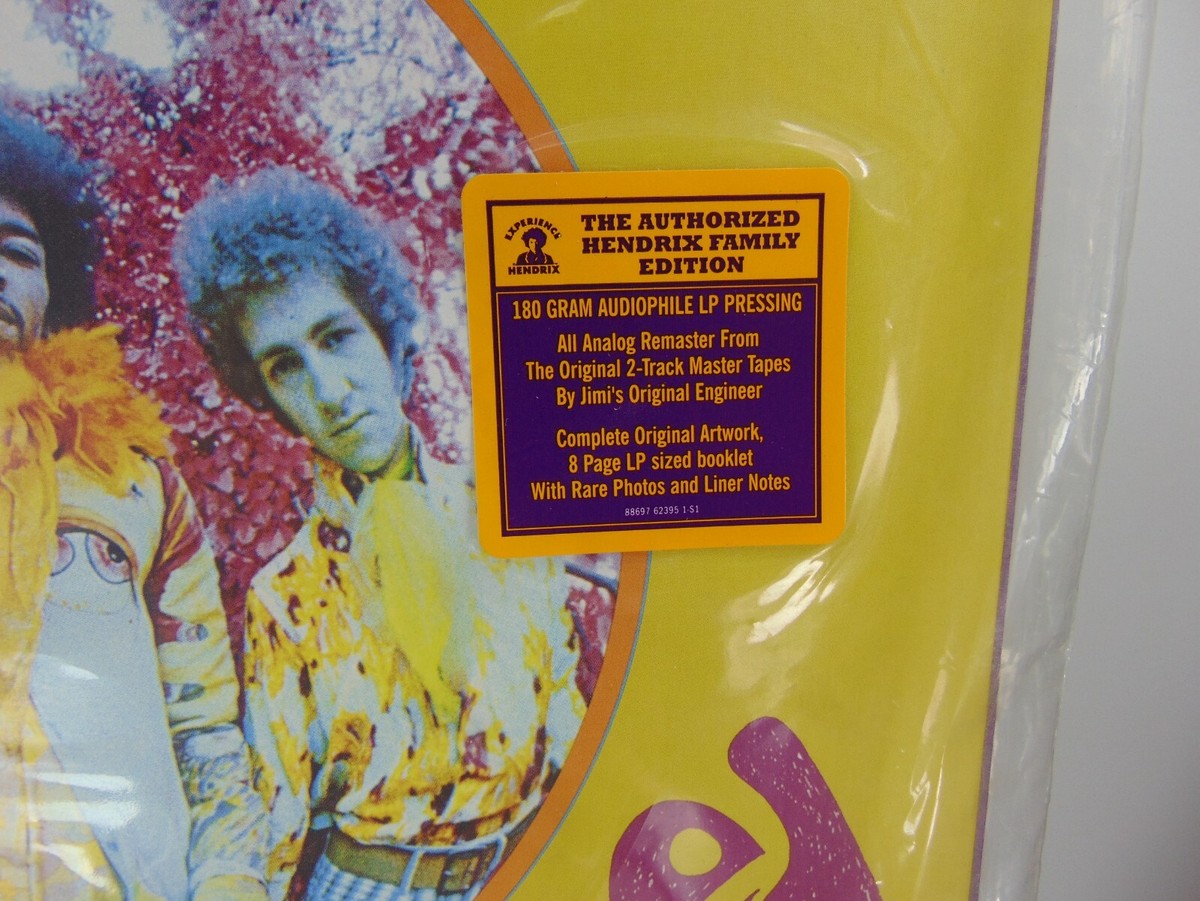 EXPERIENCE
HENDRIX
THE AUTHORIZED
HENDRIX FAMILY
EDITION
180 GRAM AUDIOPHILE LP PRESSING
All Analog Remaster From
The Original 2-Track Master Tapes
By Jimi's Original Engineer
Complete Original Artwork,
8 Page LP sized booklet
With Rare Photos and Liner Notes
88697 62395 1-S1
ed